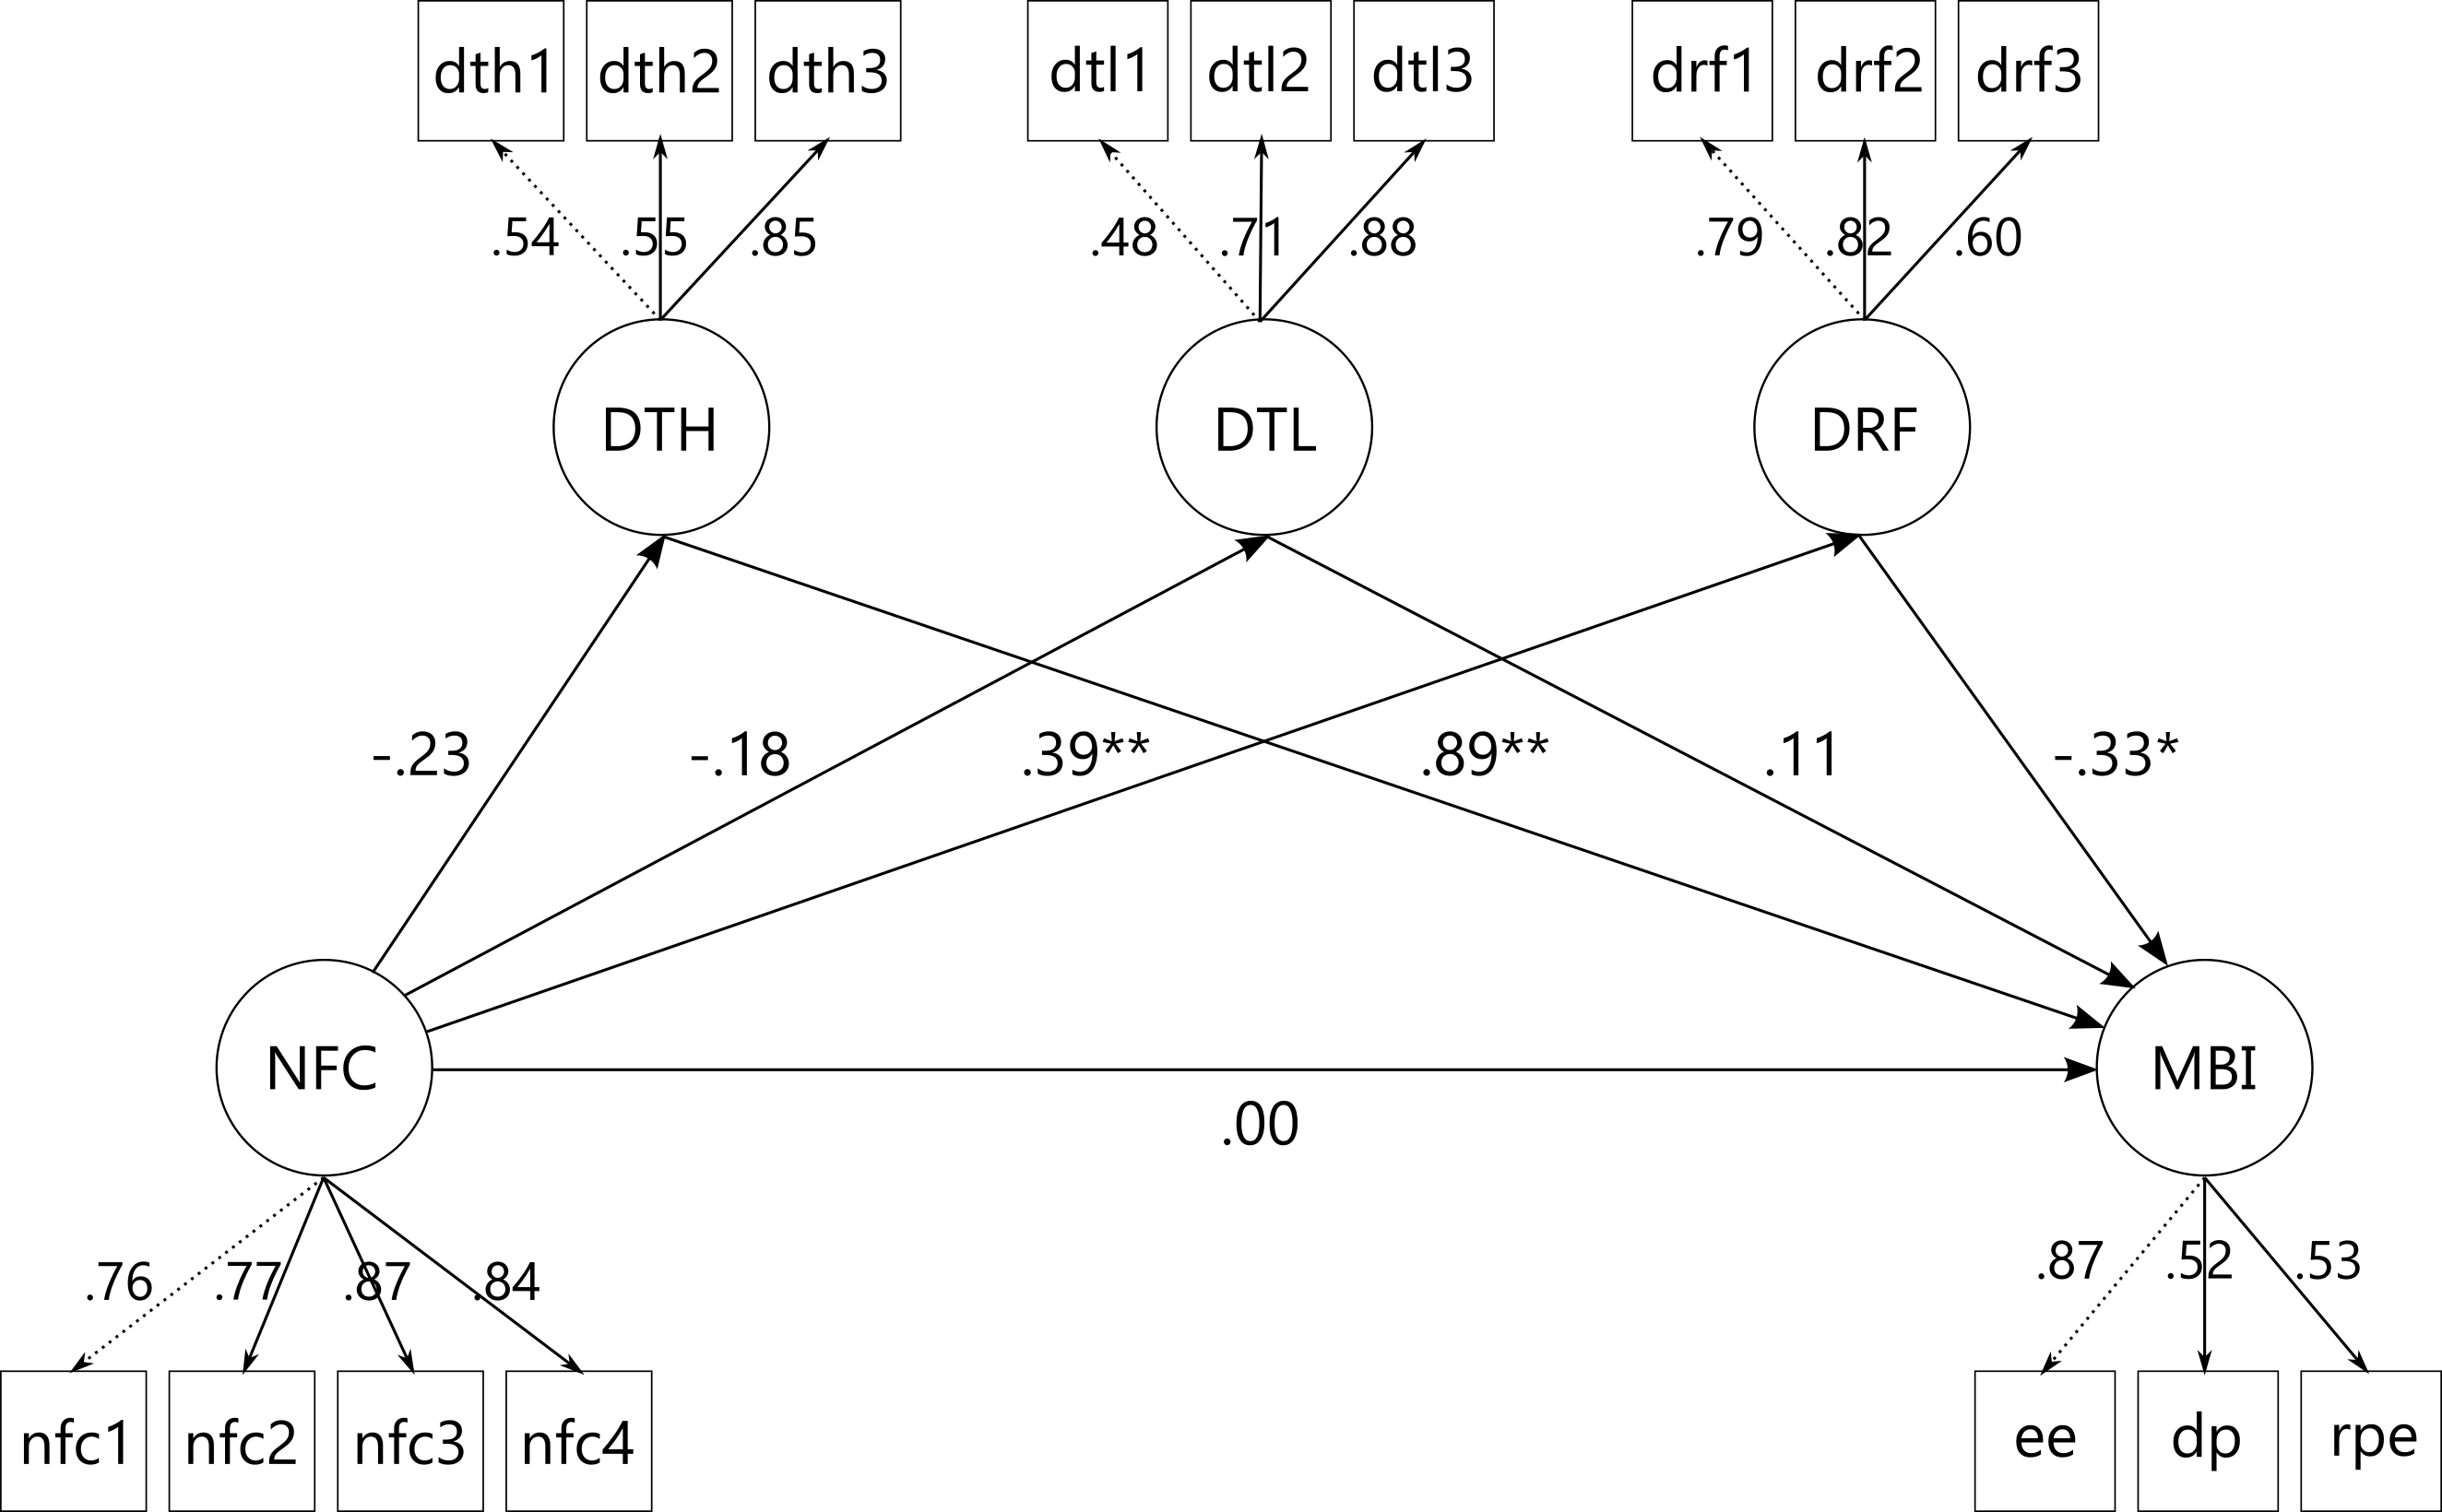 dth1 dth2 dth3 dtl1 dtl2 dtl3 drf1 drf2 drf3
.54 .55 .85 .48 .71 .88 .79 .82 .60
DTH DTL DRF
-.23 -.18 .39** .89** .11 -.33*
NFC MBI
.00
.76 .77 .87 .84 .87 .52 .53
nfc1 nfc2 nfc3 nfc4 ee dp rpe